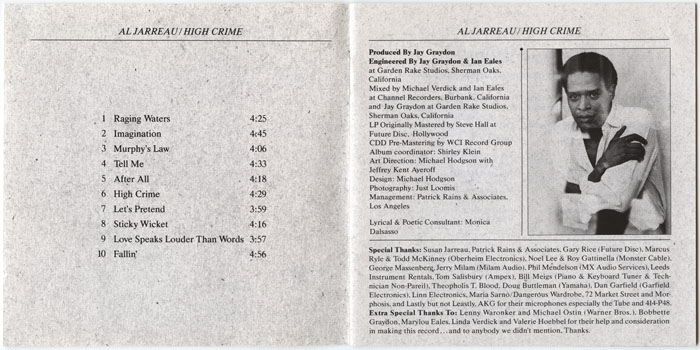 AL JARREAU/HIGH CRIME
1 Raging Waters 4:25
2 Imagination 4:45
3 Murphy's Law 4:06
4 Tell Me 4:33
5 After All 4:18
6 High Crime 4:29
7 Let's Pretend 3:59
8 Sticky Wicket 4:16
9 Love Speaks Louder Than Words 3:57
10 Fallin' 4:56
AL JARREAU/HIGH CRIME
Produced By Jay Graydon
Engineered By Jay Graydon & Ian Eales
at Garden Rake Studios, Sherman Oaks,
California
Mixed by Michael Verdick and Ian Eales
at Channel Recorders, Burbank, California
and Jay Graydon at Garden Rake Studios,
Sherman Oaks, California
LP Originally Mastered by Steve Hall at
Future Disc, Hollywood
CDD Pre-Mastering by WCI Record Group
Album coordinator: Shirley Klein
Art Direction: Michael Hodgson with
Jeffrey Kent Ayeroff
Design: Michael Hodgson
Photography: Just Loomis
Management: Patrick Rains & Associates,
Los Angeles
Lyrical & Poetic Consultant: Monica
Dalsasso
Special Thanks: Susan Jarreau, Patrick Rains & Associates, Gary Rice (Future Disc), Marcus
Ryle & Todd McKinney (Oberheim Electronics), Noel Lee & Roy Gattinella (Monster Cable),
George Massenberg, Jerry Milam (Milam Audio), Phil Mendelson (MX Audio Services), Leeds
Instrument Rentals, Tom Salisbury (Ampex), Bill Meigs (Piano & Keyboard Tuner & Tech-
nician Non-Pareil), Theopholis T. Blood, Doug Buttleman (Yamaha), Dan Garfield (Garfield
Electronics), Linn Electronics, Maria Sarno/Dangerous Wardrobe, 72 Market Street and Mor-
phosis, and Lastly but not Leastly, AKG for their microphones especially the Tube and 414-P48.
Extra Special Thanks To: Lenny Waronker and Michael Ostin (Warner Bros.), Bobbette
Graydon, Marylou Eales, Linda Verdick and Valerie Hoebbel for their help and consideration
in making this record...and to anybody we didn't mention, Thanks.